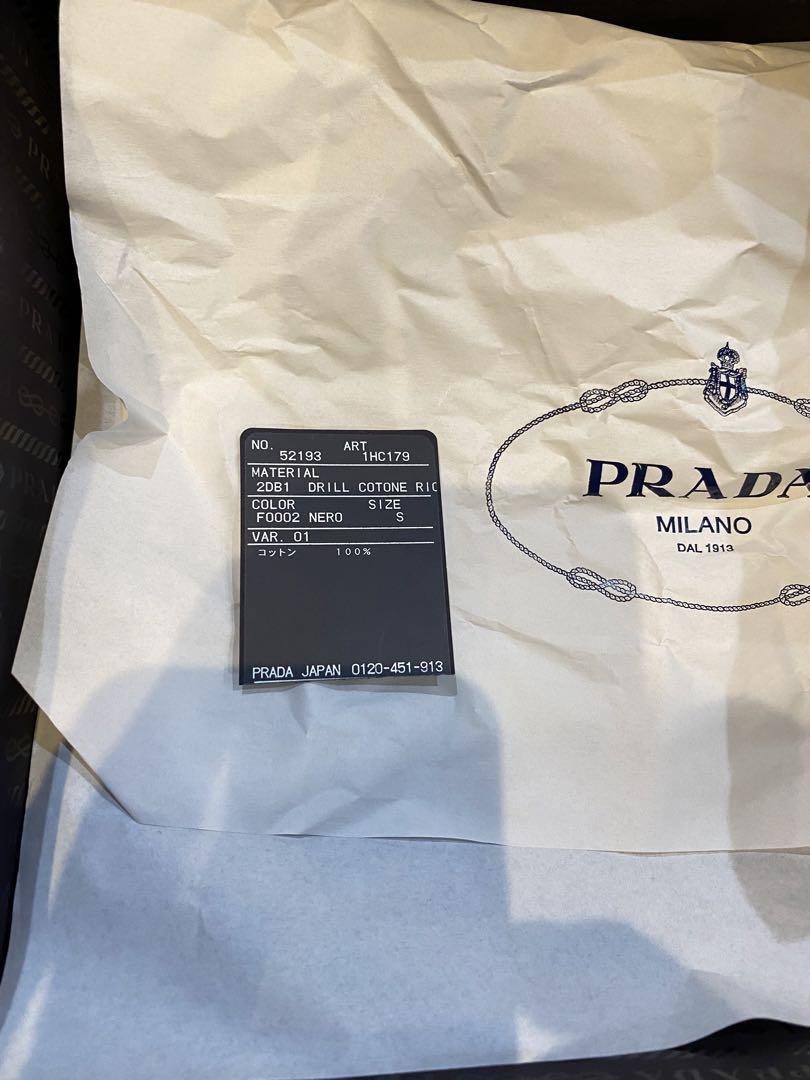 NO. ART
52193 1HC179
MATERIAL
2DB1 DRILL COTONE RIC
COLOR SIZE
F0002 NERO S
VAR. 01
コットン 100%
PRADA JAPAN 0120-451-913
PRADA
MILANO
DAL 1913